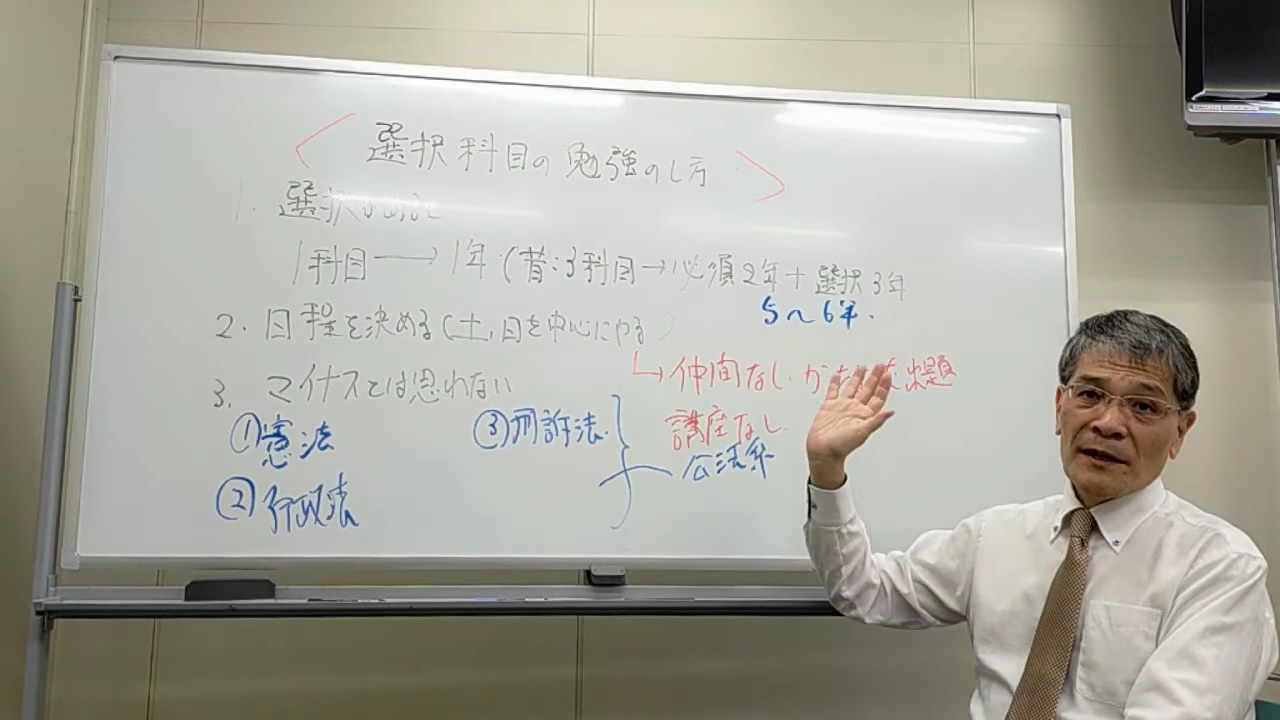 <選択科目の勉強のし方>
1. 選択
1科目→1年(昔:3科目→必須2年+選択3年
5〜6年.
2. 日程を決める(土,日を中心にやる)
3. マイナスとは思わない
↳仲間なし 出題
講座なし.
①憲法
③刑訴法
公法系
②行政法